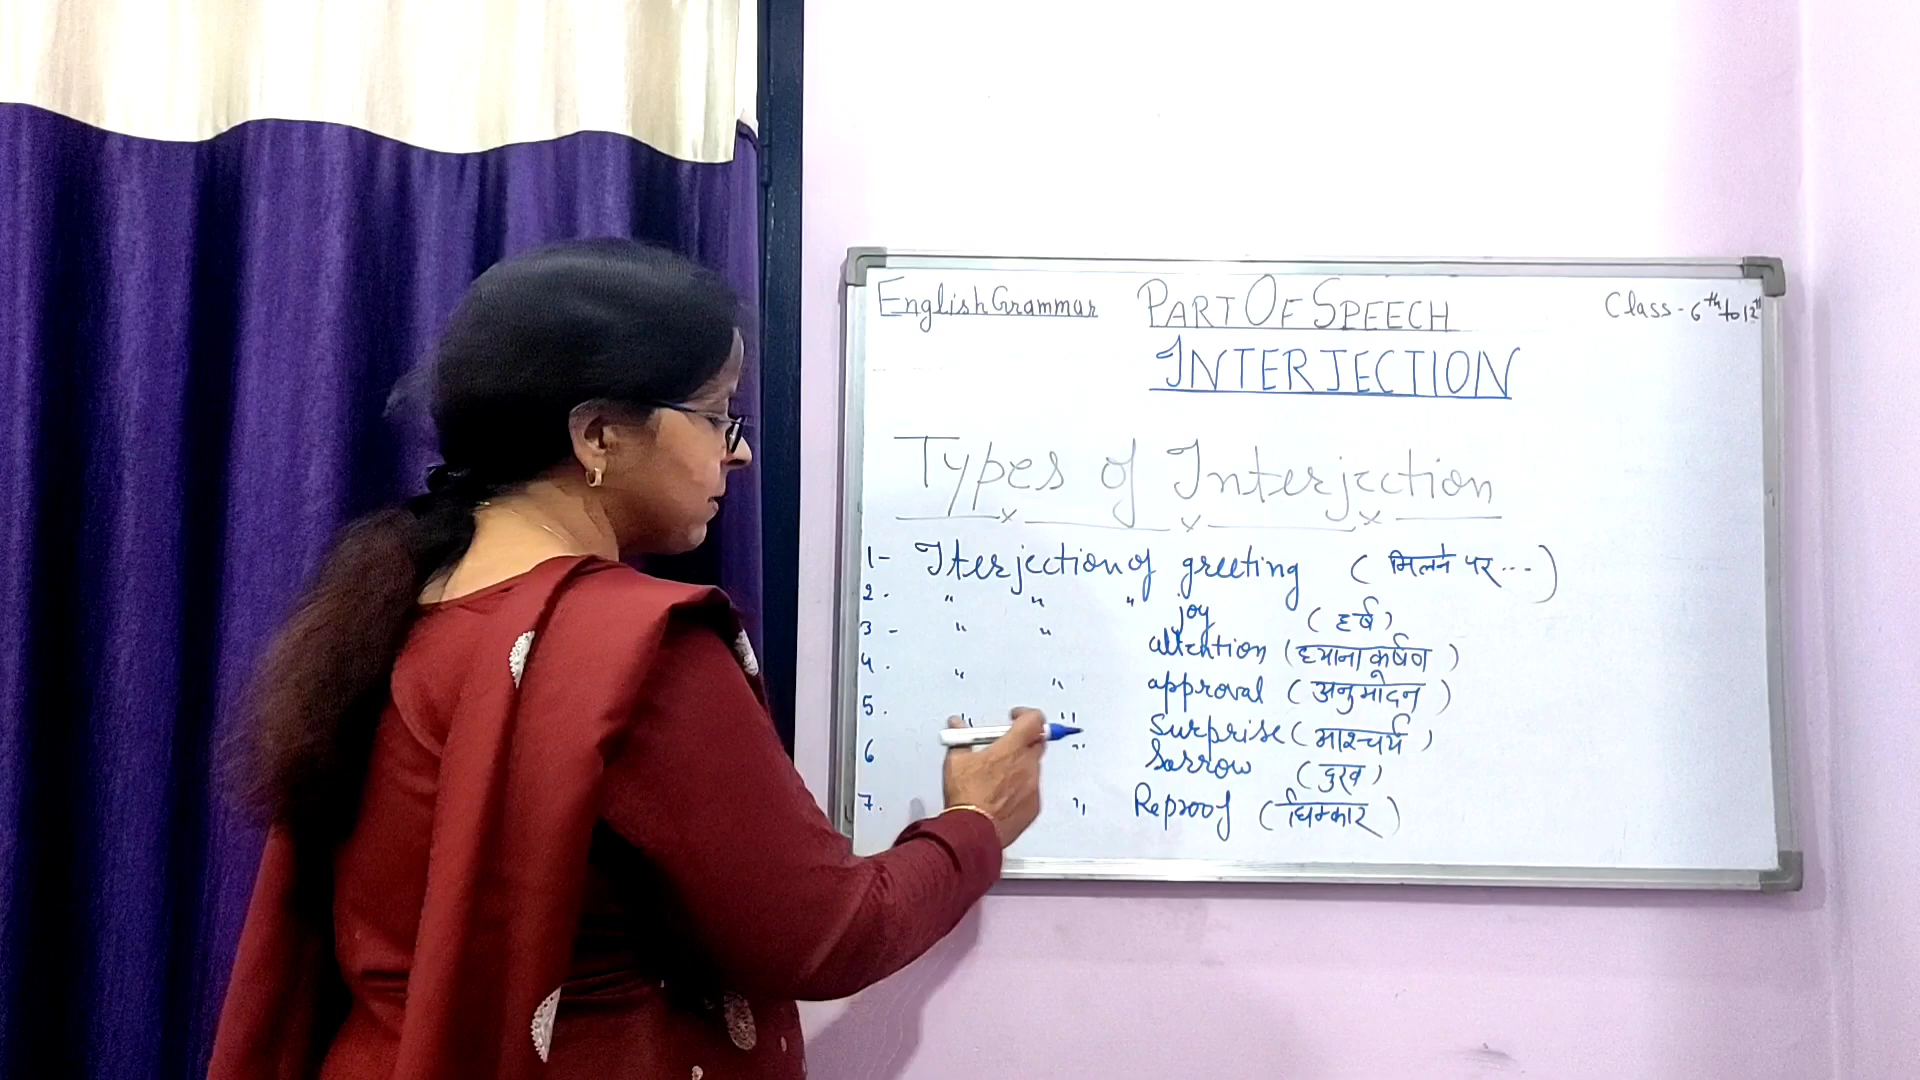 English Grammar PART OF SPEECH Class - 6th to 12th
INTERJECTION
Types of Interjection
1- Iterjection of greeting (मिलने पर ...)
2. " " " joy (हर्ष)
3 - " " attention (ध्यानाकर्षण)
4. " " approval (अनुमोदन)
5. " " Surprise (आश्चर्य)
6 " Sorrow (दुख)
7. " Reproof (धिक्कार)